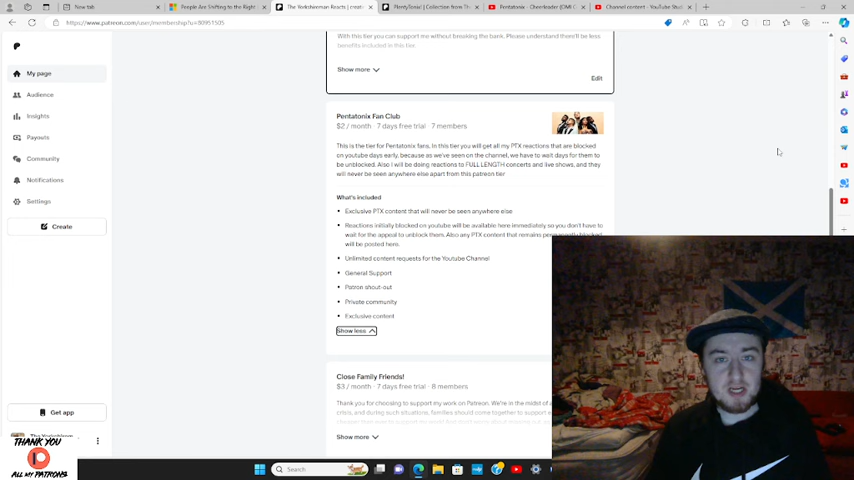 New tab
People Are Shifting to the Right
The Yorkshireman Reacts | creat
PlentyTonic! | Collection from Th
Pentatonix - Cheerleader (OMI C
Channel content - YouTube Stud
https://www.patreon.com/user/membership?u=80951505
With this tier you can support me without breaking the bank. Please understand there'll be less
benefits included in this tier.
Show more
Edit
My page
Audience
Insights
Payouts
Community
Notifications
Settings
Create
Pentatonix Fan Club
$2 / month · 7 days free trial · 7 members
This is the tier for Pentatonix fans. In this tier you will get all my PTX reactions that are blocked
on youtube days early, because as we've seen on the channel, we have to wait days for them to
be unblocked. Also I will be doing reactions to FULL LENGTH concerts and live shows, and they
will never be seen anywhere else apart from this patreon tier
What's included
• Exclusive PTX content that will never be seen anywhere else
• Reactions initially blocked on youtube will be available here immediately so you don't have to
wait for the appeal to unblock them. Also any PTX content that remains permanently blocked
will be posted here.
• Unlimited content requests for the Youtube Channel
• General Support
• Patron shout-out
• Private community
• Exclusive content
Show less
Close Family Friends!
$3 / month · 7 days free trial · 8 members
Thank you for choosing to support my work on Patreon. We're in the midst of
crisis, and during such situations, families should come together to support
Show more
Get app
The Yorkshirem
THANK YOU
ALL MY PATRONS
Search